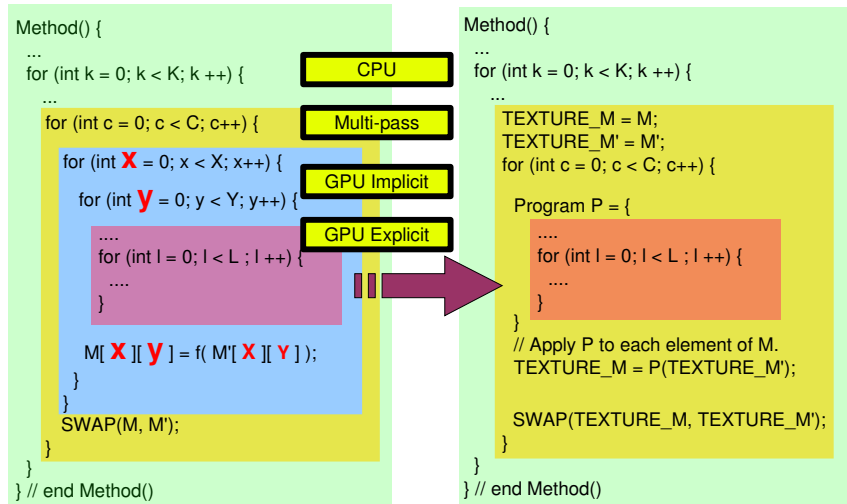 Method() {
...
for (int k = 0; k < K; k ++) {
...
for (int c = 0; c < C; c++) {
for (int x = 0; x < X; x++) {
for (int y = 0; y < Y; y++) {
....
for (int l = 0; l < L ; l ++) {
....
}
M[ x ][ y ] = f( M'[ X ][ Y ] );
}
}
SWAP(M, M');
}
}
} // end Method()
CPU
Multi-pass
GPU Implicit
GPU Explicit
Method() {
...
for (int k = 0; k < K; k ++) {
...
TEXTURE_M = M;
TEXTURE_M' = M';
for (int c = 0; c < C; c++) {
Program P = {
....
for (int l = 0; l < L ; l ++) {
....
}
}
// Apply P to each element of M.
TEXTURE_M = P(TEXTURE_M');
SWAP(TEXTURE_M, TEXTURE_M');
}
}
} // end Method()